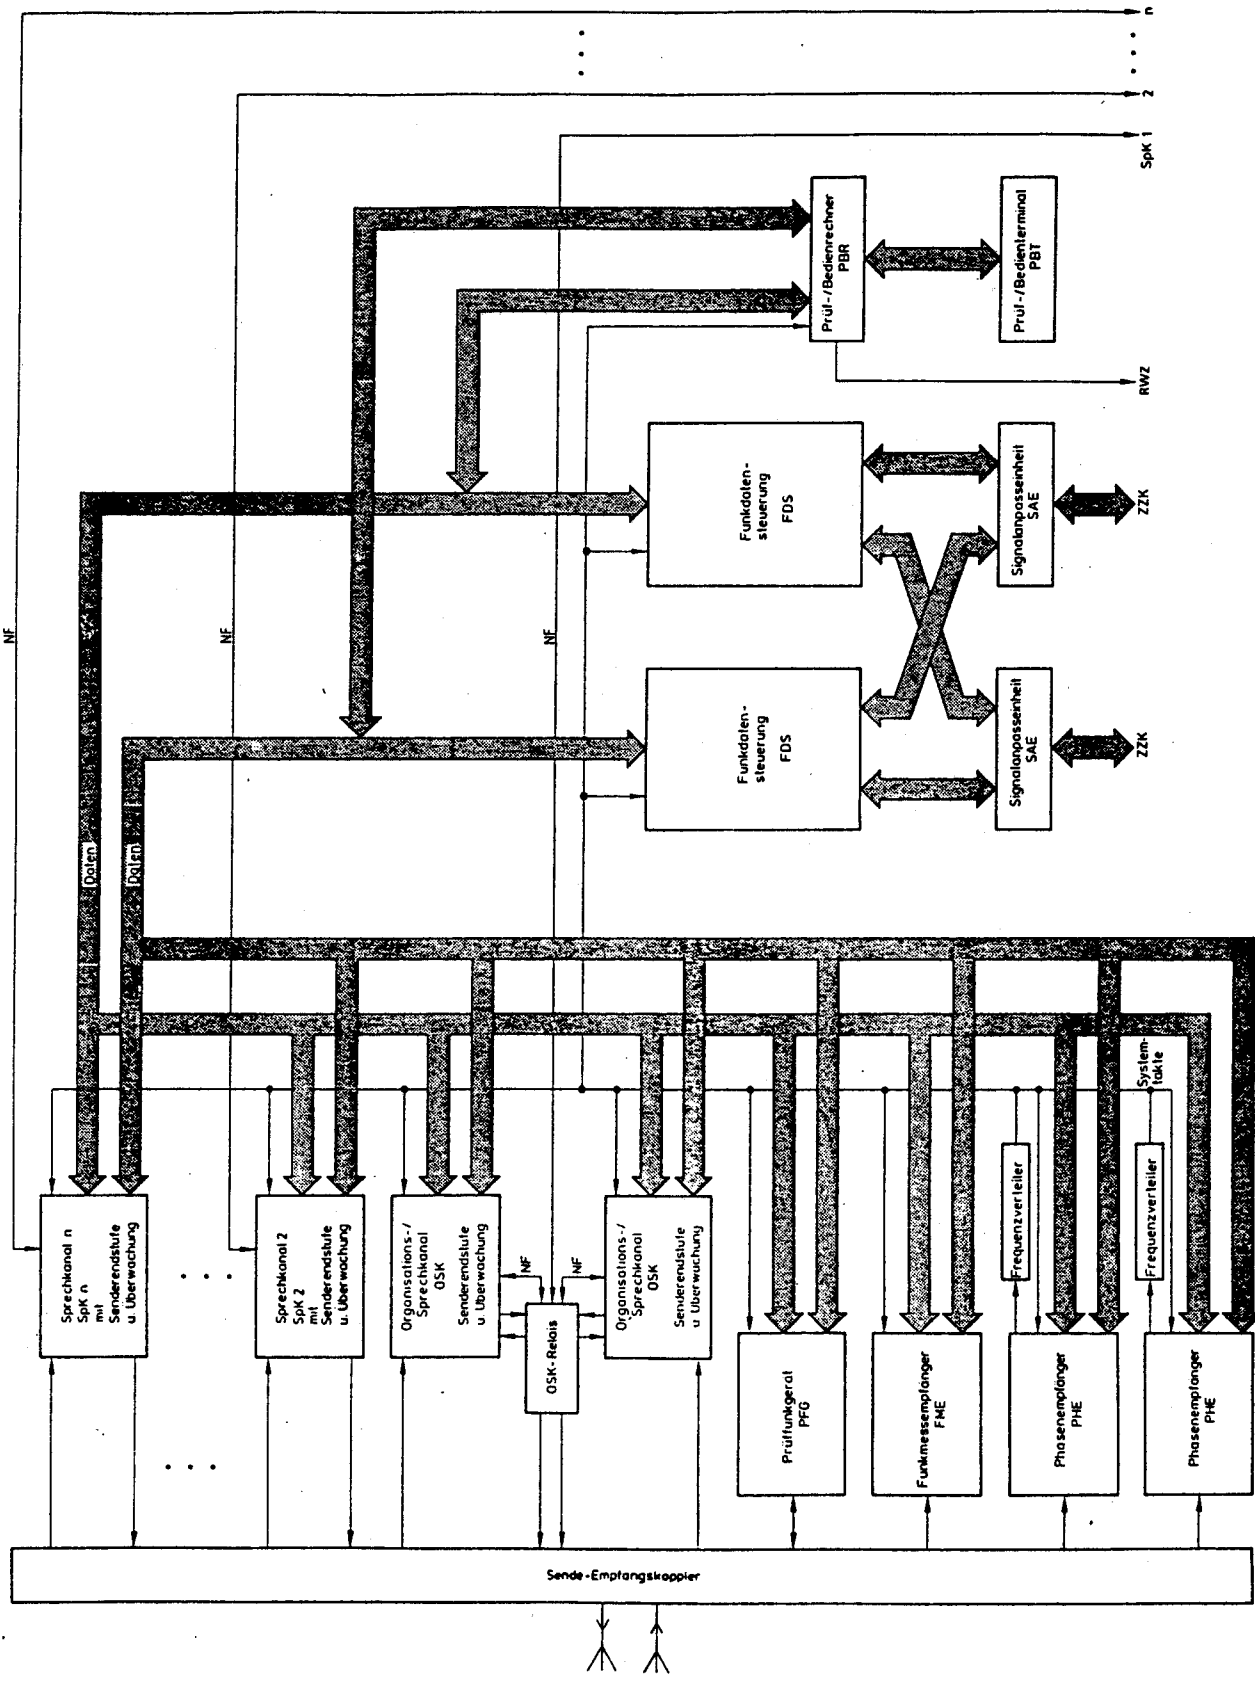 Sende-Empfangskoppler
Sprechkanal n
SpK n
mit
Senderendstufe
u. Überwachung
Sprechkanal 2
SpK 2
mit
Senderendstufe
u. Überwachung
Organisations-/
Sprechkanal
OSK
Senderendstufe
u. Überwachung
OSK-Relais
NF
NF
Organisations-/
Sprechkanal
OSK
Senderendstufe
u Überwachung
Prüffunkgerät
PFG
Funkmessempfänger
FME
Phasenempfänger
PHE
Phasenempfänger
PHE
Frequenzverteiler
Frequenzverteiler
System-
takte
Daten
Daten
NF
NF
NF
Funkdaten-
steuerung
FDS
Funkdaten-
steuerung
FDS
Signalanpasseinheit
SAE
Signalanpasseinheit
SAE
ZZK
ZZK
Prüf-/Bedienrechner
PBR
Prüf-/Bedienterminal
PBT
RWZ
SpK 1
2
n